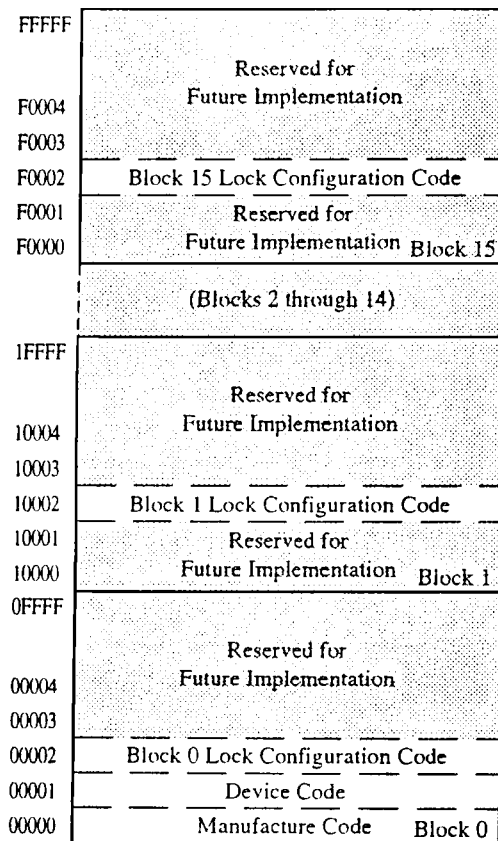 FFFFF
Reserved for
Future Implementation
F0004
F0003
F0002 Block 15 Lock Configuration Code
F0001 Reserved for
F0000 Future Implementation Block 15
(Blocks 2 through 14)
1FFFF
Reserved for
Future Implementation
10004
10003
10002 Block 1 Lock Configuration Code
10001 Reserved for
10000 Future Implementation Block 1
0FFFF
Reserved for
Future Implementation
00004
00003
00002 Block 0 Lock Configuration Code
00001 Device Code
00000 Manufacture Code Block 0